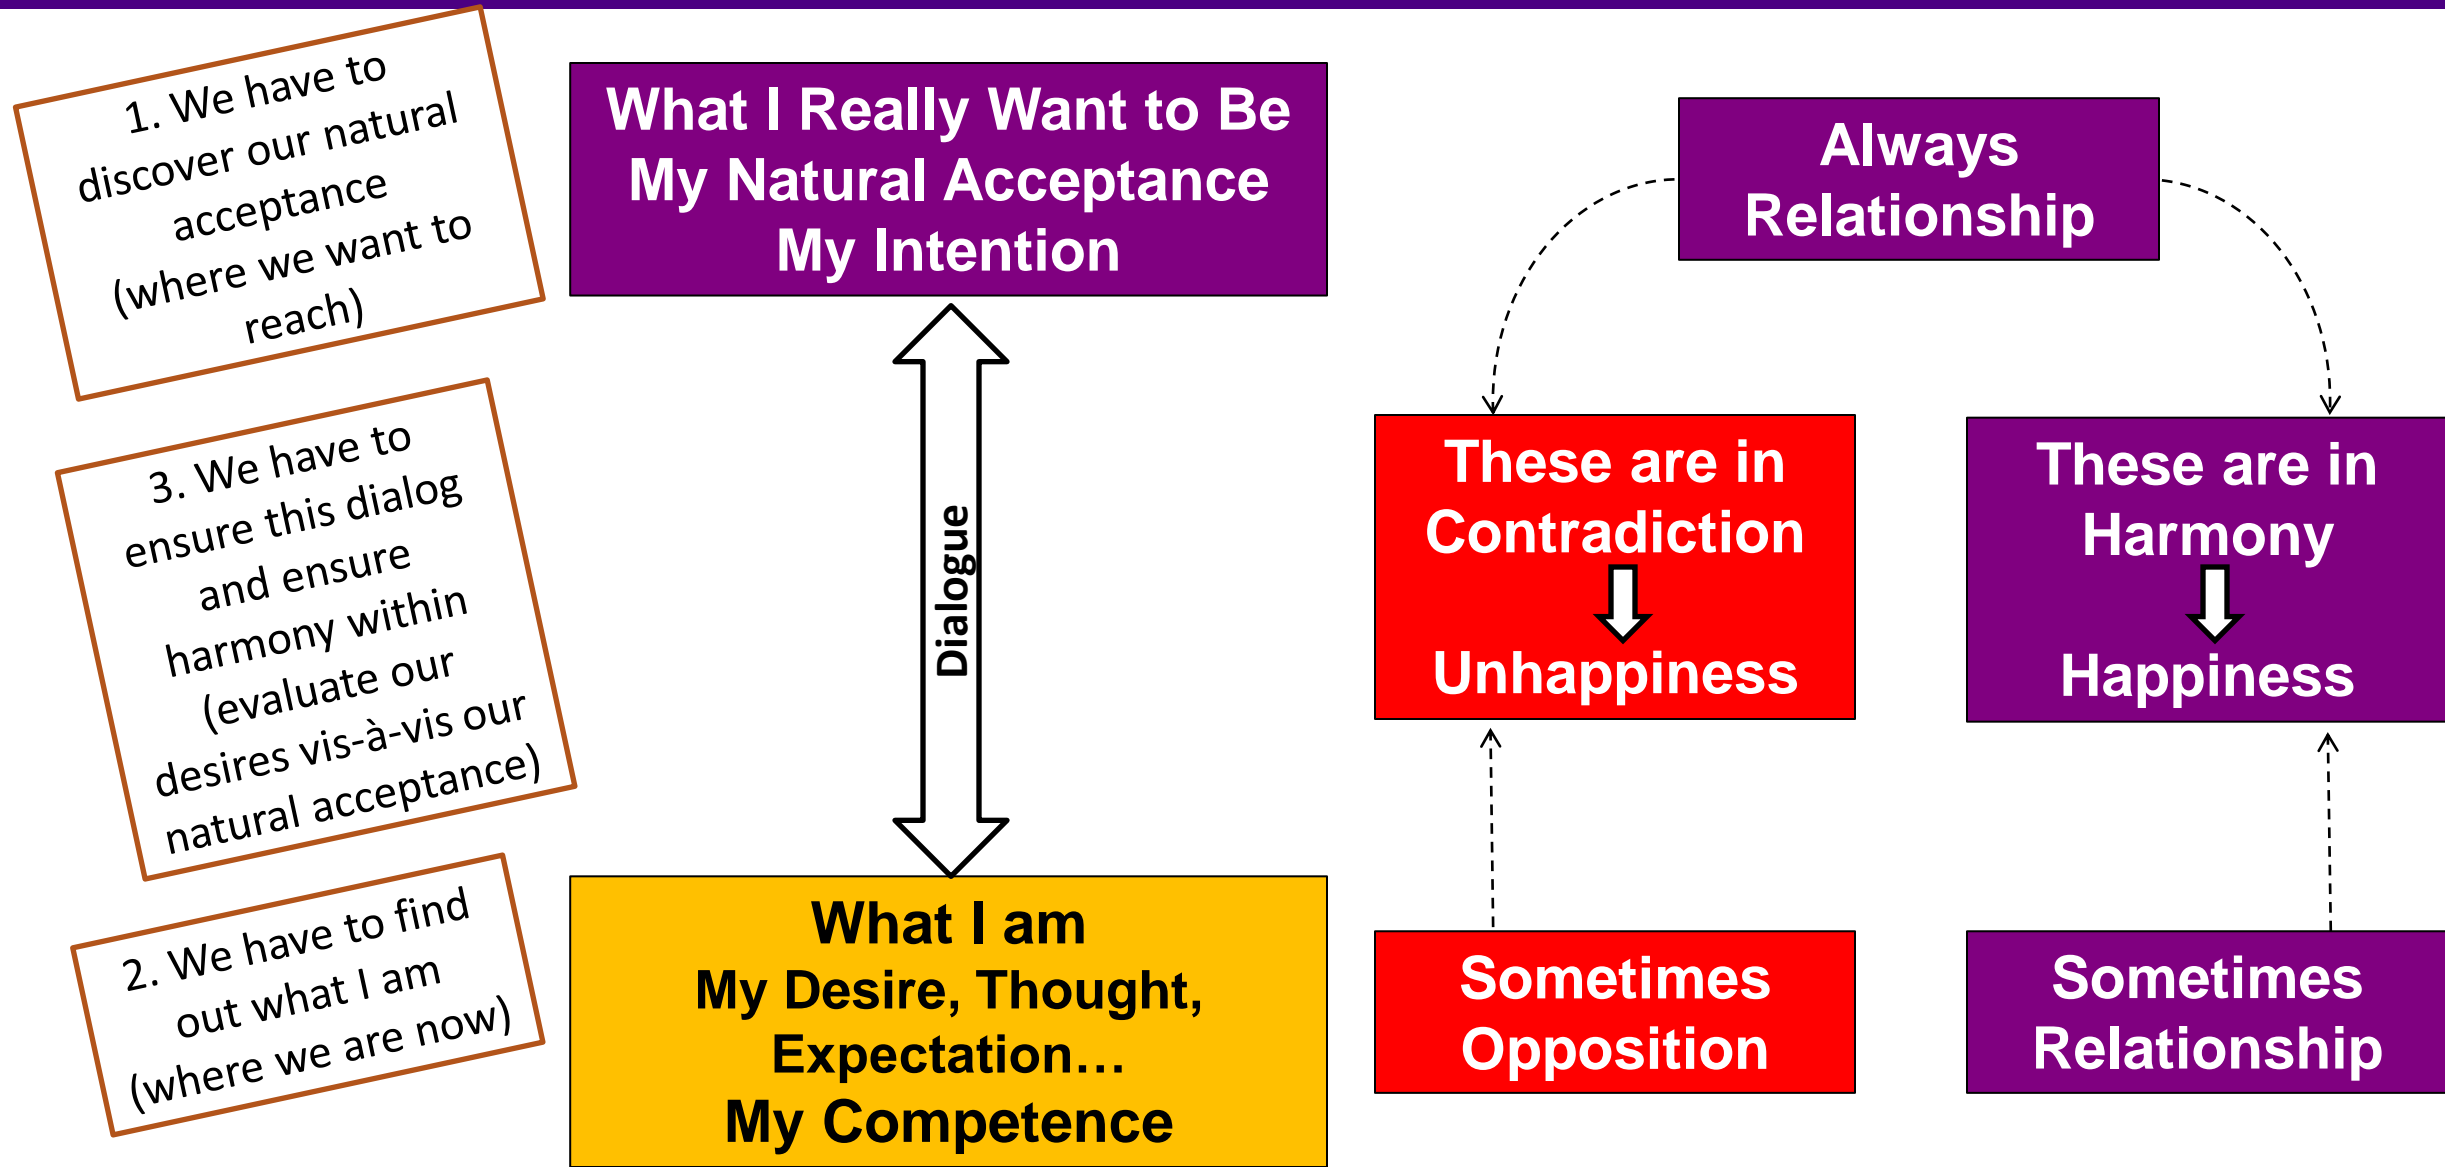 1. We have to
discover our natural
acceptance
(where we want to
reach)
3. We have to
ensure this dialog
and ensure
harmony within
(evaluate our
desires vis-à-vis our
natural acceptance)
2. We have to find
out what I am
(where we are now)
What I Really Want to Be
My Natural Acceptance
My Intention
Dialogue
What I am
My Desire, Thought,
Expectation…
My Competence
Always
Relationship
These are in
Contradiction
Unhappiness
These are in
Harmony
Happiness
Sometimes
Opposition
Sometimes
Relationship